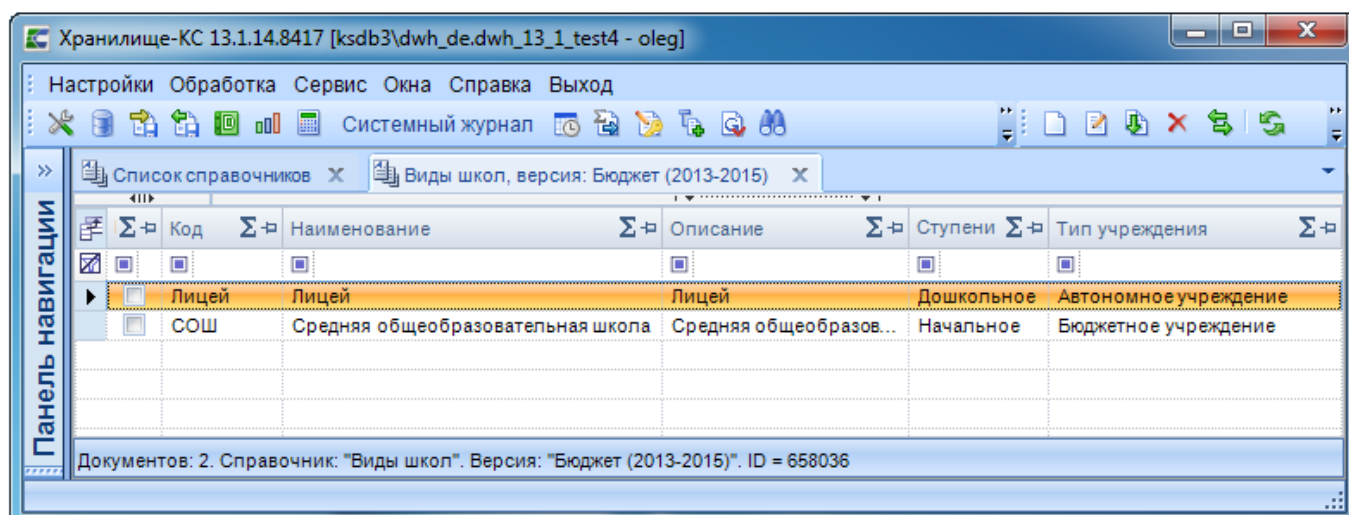 Хранилище-КС 13.1.14.8417 [ksdb3\dwh_de.dwh_13_1_test4 - oleg]
Настройки Обработка Сервис Окна Справка Выход
Системный журнал
Список справочников Виды школ, версия: Бюджет (2013-2015)
Панель навигации
Код Наименование Описание Ступени Тип учреждения
Лицей Лицей Лицей Дошкольное Автономное учреждение
СОШ Средняя общеобразовательная школа Средняя общеобразов... Начальное Бюджетное учреждение
Документов: 2. Справочник: "Виды школ". Версия: "Бюджет (2013-2015)". ID = 658036